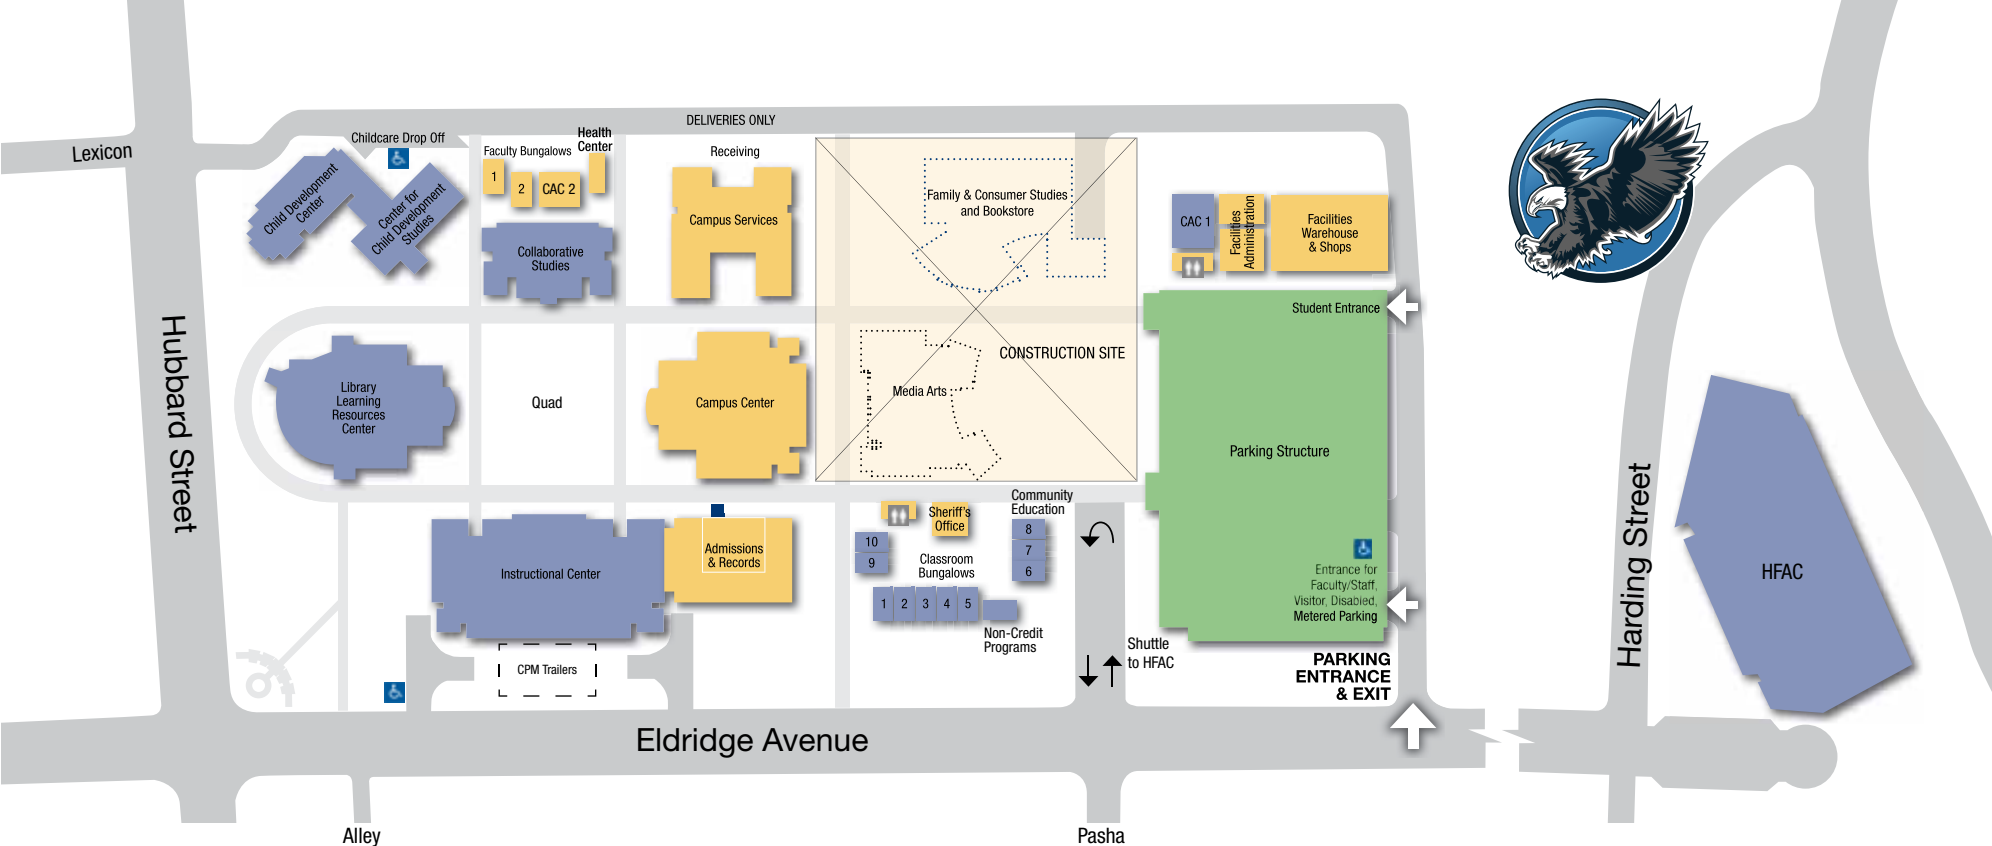 DELIVERIES ONLY
Lexicon
Childcare Drop Off
Health
Center
Faculty Bungalows
1
2
CAC 2
Receiving
Child Development
Center
Center for
Child Development
Studies
Collaborative
Studies
Campus Services
Family & Consumer Studies
and Bookstore
CAC 1
Facilities
Administration
Facilities
Warehouse
& Shops
Student Entrance
Hubbard Street
Library
Learning
Resources
Center
Quad
Campus Center
CONSTRUCTION SITE
Media Arts
Parking Structure
Community
Education
Sheriff's
Office
8
7
6
10
9
Classroom
Bungalows
1
2
3
4
5
Non-Credit
Programs
Instructional Center
Admissions
& Records
Entrance for
Faculty/Staff,
Visitor, Disabled,
Metered Parking
HFAC
Harding Street
CPM Trailers
Shuttle
to HFAC
PARKING
ENTRANCE
& EXIT
Eldridge Avenue
Alley
Pasha